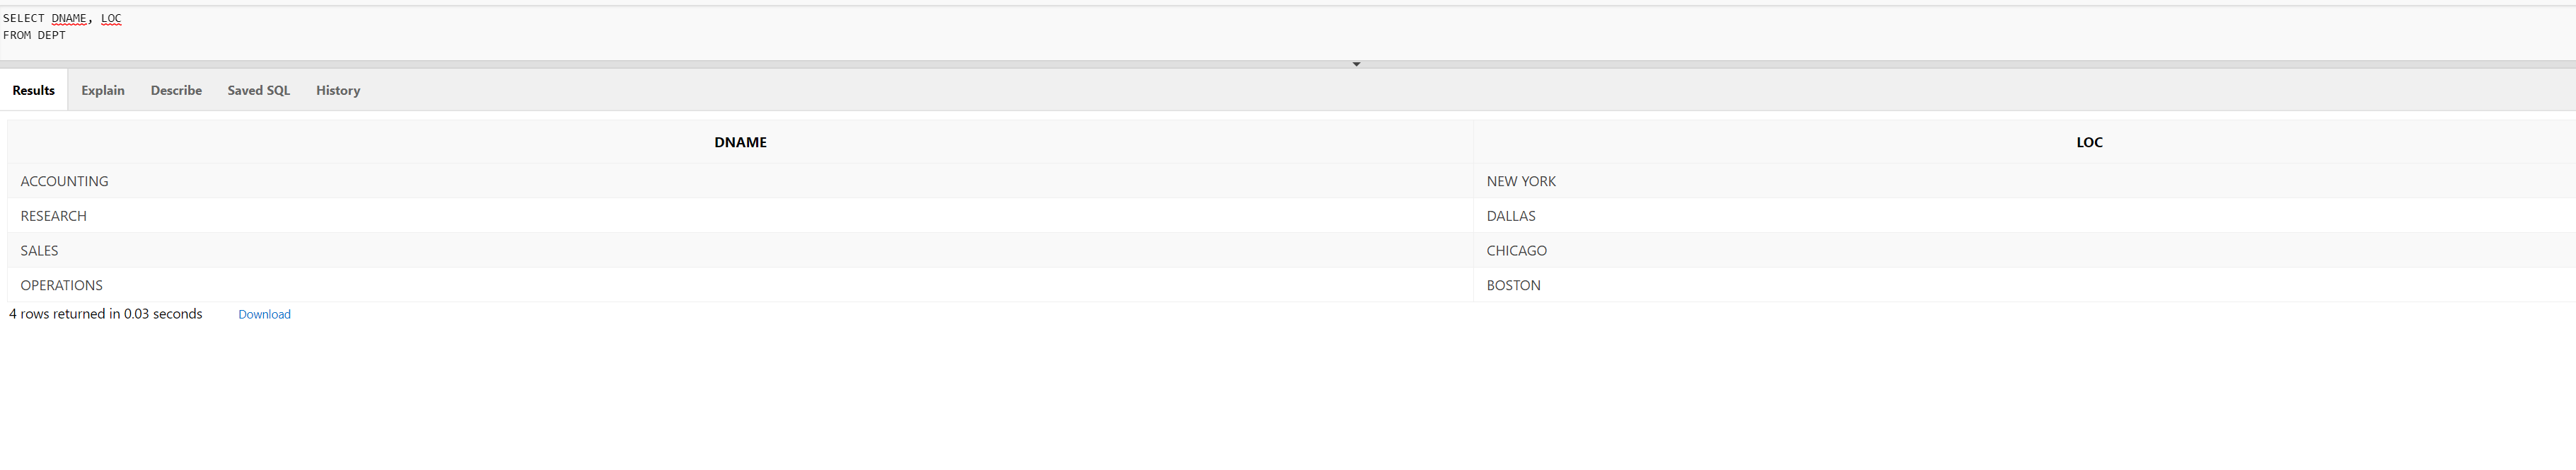 SELECT DNAME, LOC
FROM DEPT
Results Explain Describe Saved SQL History
DNAME LOC
ACCOUNTING NEW YORK
RESEARCH DALLAS
SALES CHICAGO
OPERATIONS BOSTON
4 rows returned in 0.03 seconds Download